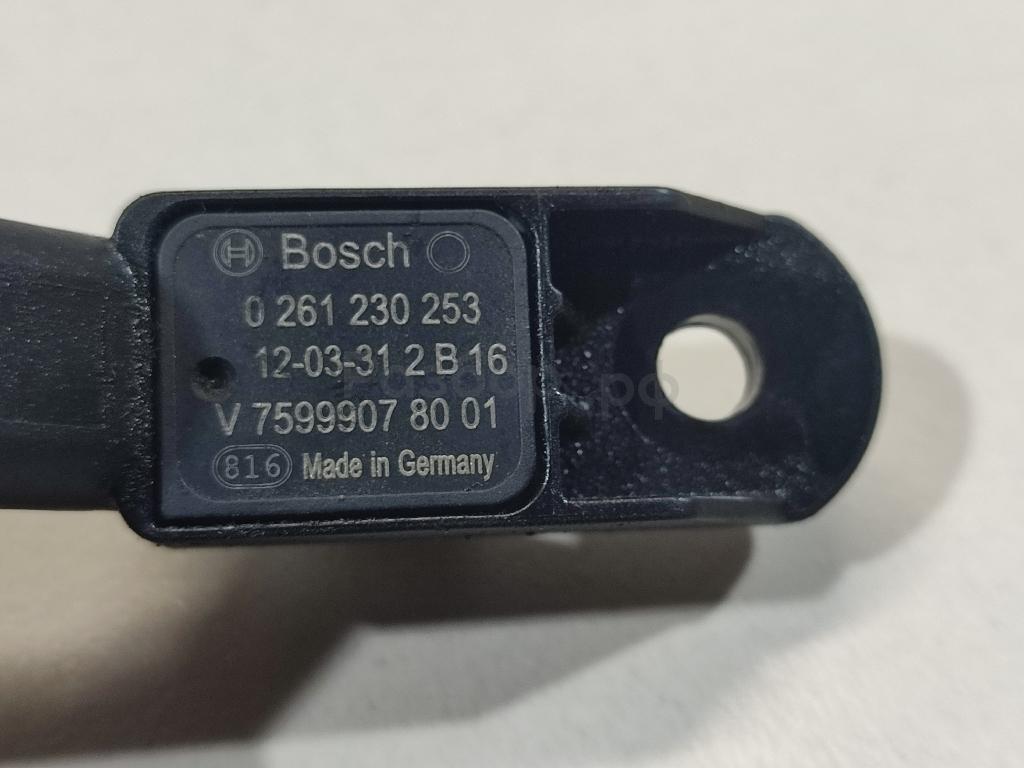 Bosch
0 261 230 253
12-03-31 2 B 16
V 7599907 80 01
816 Made in Germany